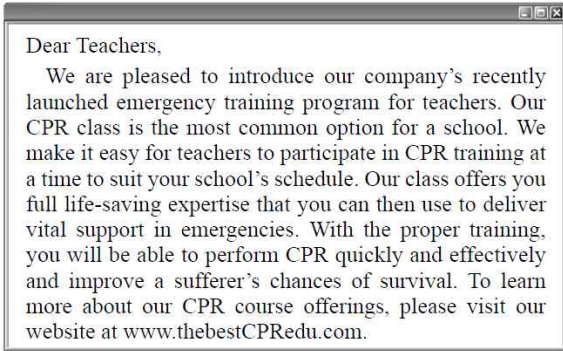 Dear Teachers,
We are pleased to introduce our company's recently
launched emergency training program for teachers. Our
CPR class is the most common option for a school. We
make it easy for teachers to participate in CPR training at
a time to suit your school's schedule. Our class offers you
full life-saving expertise that you can then use to deliver
vital support in emergencies. With the proper training,
you will be able to perform CPR quickly and effectively
and improve a sufferer's chances of survival. To learn
more about our CPR course offerings, please visit our
website at www.thebestCPRedu.com.